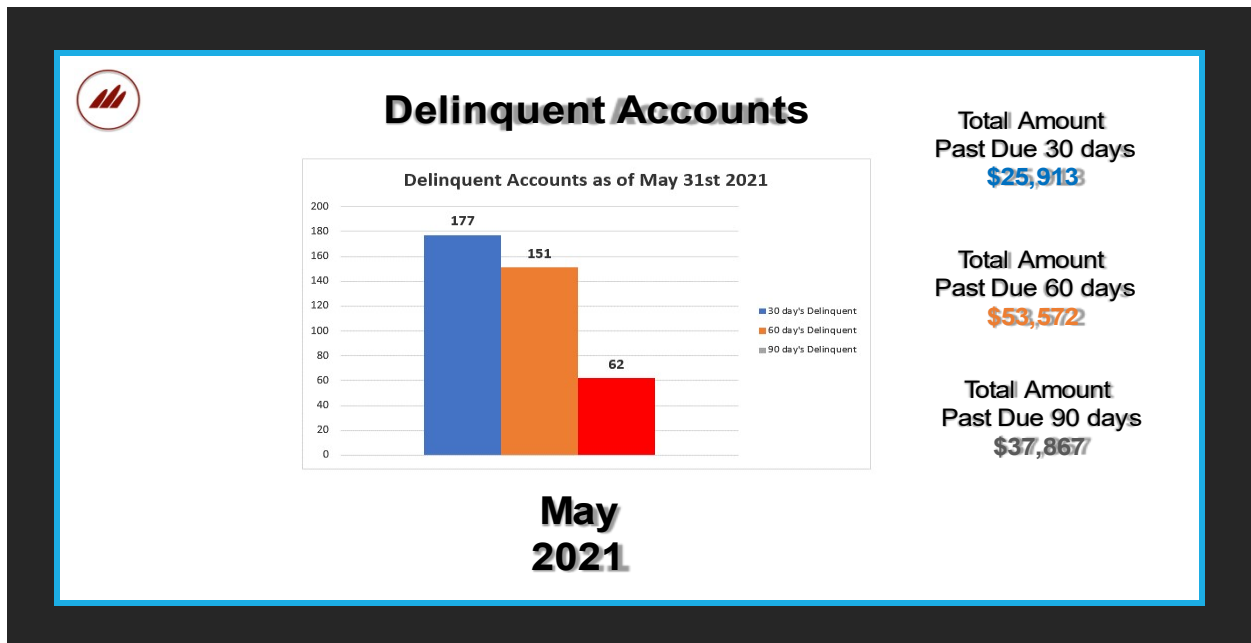 Delinquent Accounts
Delinquent Accounts as of May 31st 2021
200
180
160
140
120
100
80
60
40
20
0
177
151
62
30 day's Delinquent
60 day's Delinquent
90 day's Delinquent
May
2021
Total Amount
Past Due 30 days
$25,913
Total Amount
Past Due 60 days
$53,572
Total Amount
Past Due 90 days
$37,867